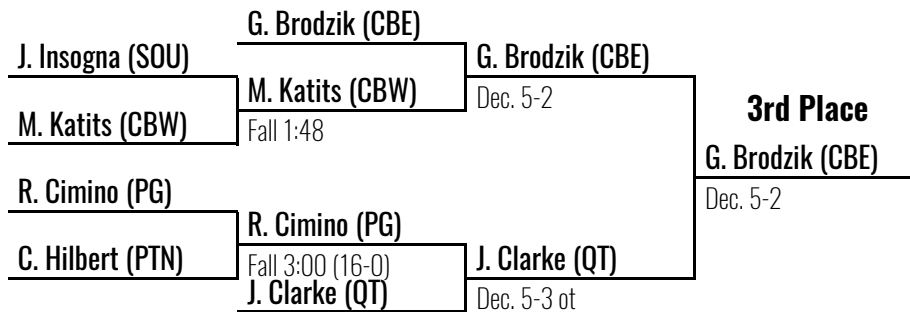 G. Brodzik (CBE)
J. Insogna (SOU)
G. Brodzik (CBE)
M. Katits (CBW)
Dec. 5-2
3rd Place
M. Katits (CBW)
Fall 1:48
G. Brodzik (CBE)
R. Cimino (PG)
Dec. 5-2
R. Cimino (PG)
C. Hilbert (PTN)
J. Clarke (QT)
Fall 3:00 (16-0)
J. Clarke (QT)
Dec. 5-3 ot